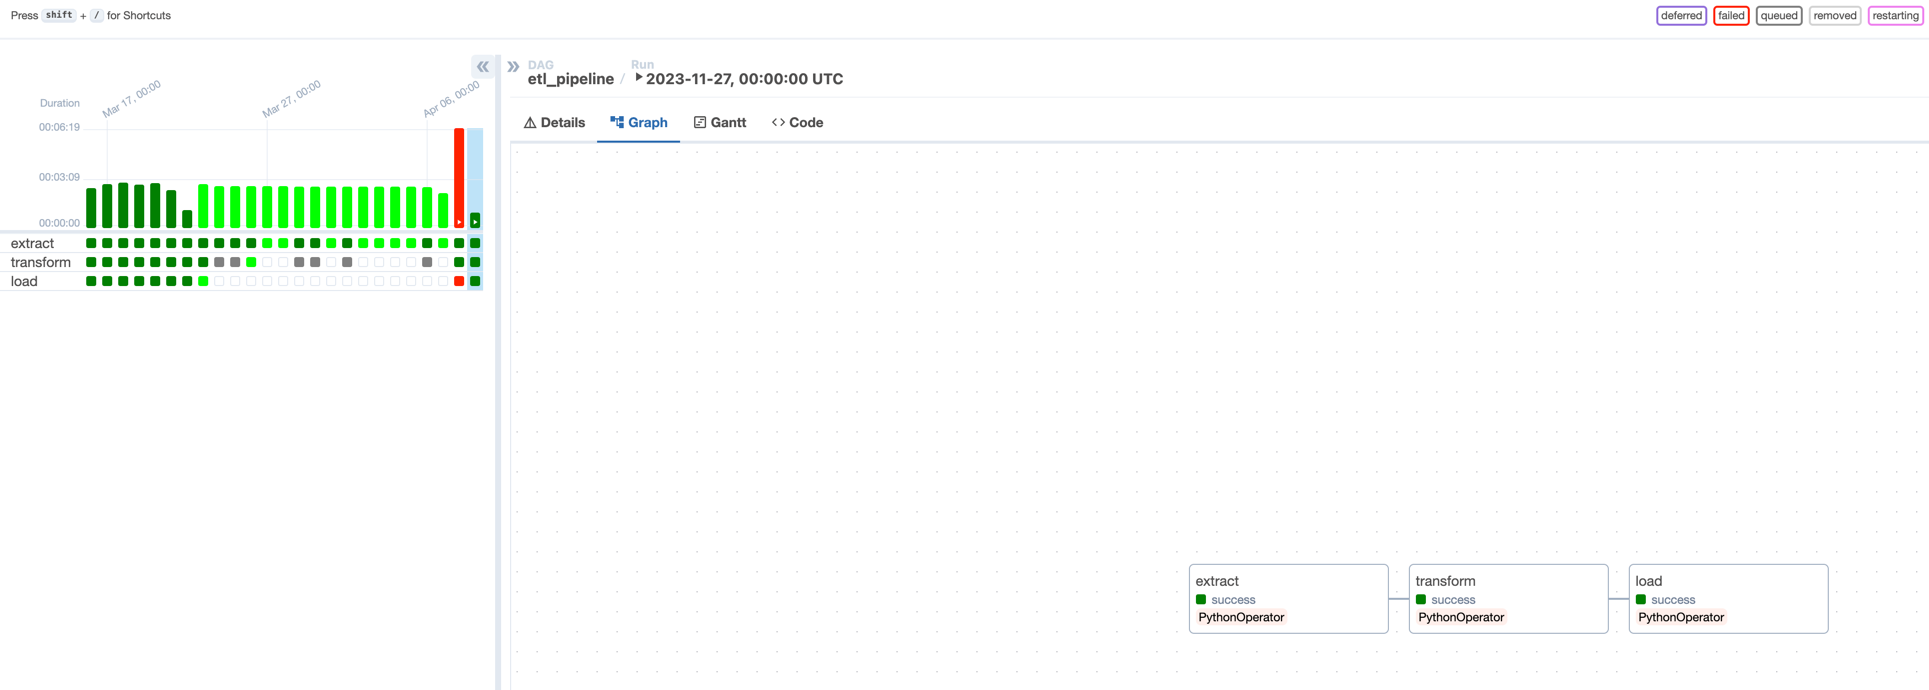 Press shift + / for Shortcuts
deferred failed queued removed restarting
DAG
etl_pipeline /
Run
2023-11-27, 00:00:00 UTC
Details Graph Gantt Code
Mar 17, 00:00
Mar 27, 00:00
Apr 06, 00:00
Duration
00:06:19
00:03:09
00:00:00
extract
transform
load
extract
success
PythonOperator
transform
success
PythonOperator
load
success
PythonOperator